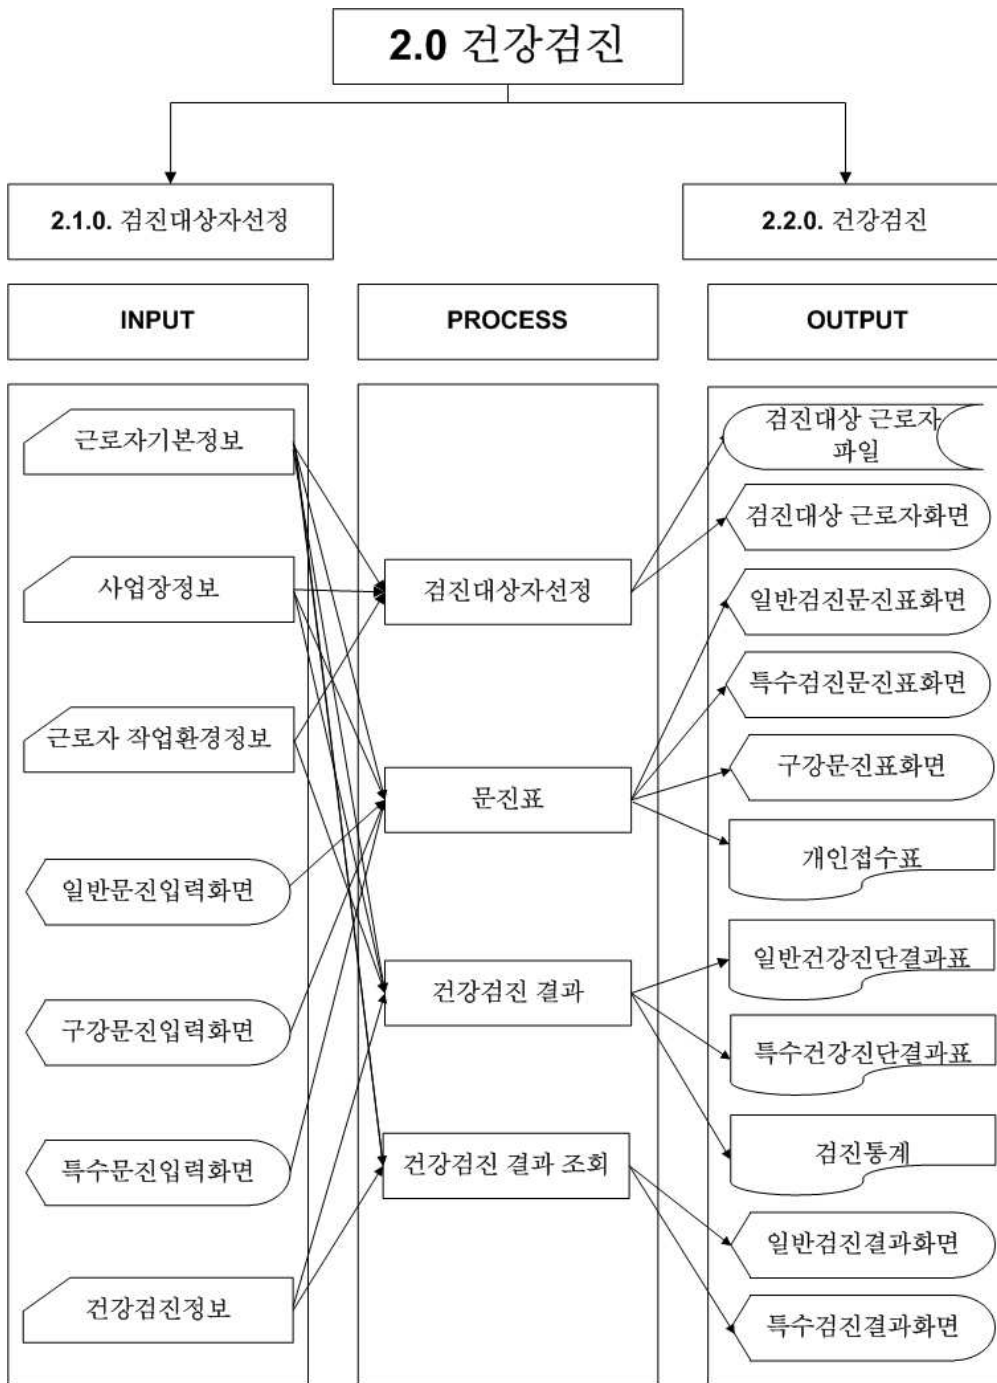 2.0 건강검진
2.1.0. 검진대상자선정
2.2.0. 건강검진
INPUT
PROCESS
OUTPUT
근로자기본정보
사업장정보
근로자 작업환경정보
일반문진입력화면
구강문진입력화면
특수문진입력화면
건강검진정보
검진대상자선정
문진표
건강검진 결과
건강검진 결과 조회
검진대상 근로자
파일
검진대상 근로자화면
일반검진문진표화면
특수검진문진표화면
구강문진표화면
개인접수표
일반건강진단결과표
특수건강진단결과표
검진통계
일반검진결과화면
특수검진결과화면